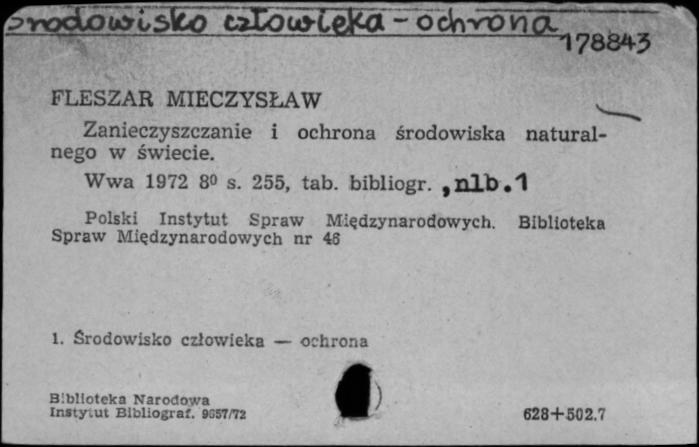 Środowisko człowieka - ochrona
178843
FLESZAR MIECZYSŁAW
Zanieczyszczanie i ochrona środowiska natural-
nego w świecie.
Wwa 1972 8⁰ s. 255, tab. bibliogr. , nlb. 1
Polski Instytut Spraw Międzynarodowych. Biblioteka
Spraw Międzynarodowych nr 46
1. Środowisko człowieka — ochrona
Biblioteka Narodowa
Instytut Bibliograf. 9657/72
628+502.7